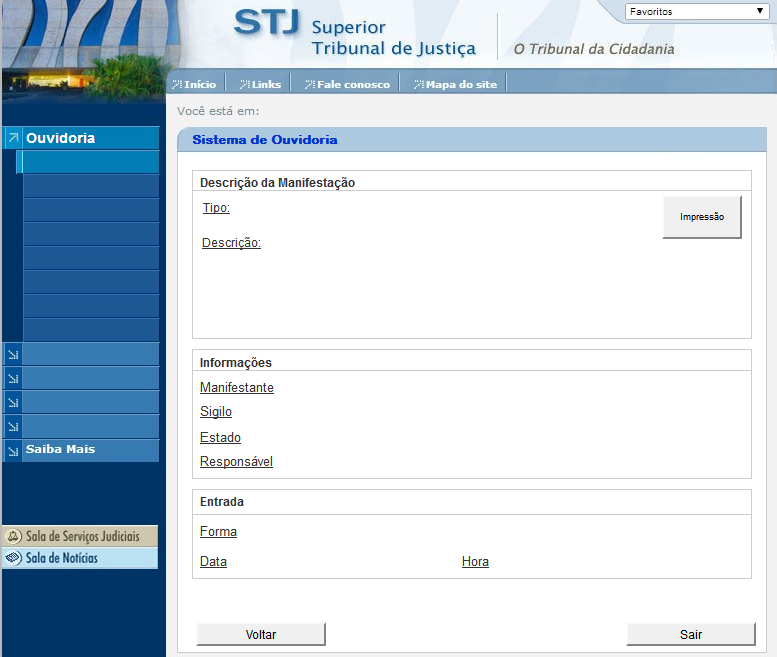 STJ Superior
Tribunal de Justiça
O Tribunal da Cidadania
Favoritos
Início
Links
Fale conosco
Mapa do site
Você está em:
Ouvidoria
Saiba Mais
Sala de Serviços Judiciais
Sala de Notícias
Sistema de Ouvidoria
Descrição da Manifestação
Tipo:
Impressão
Descrição:
Informações
Manifestante
Sigilo
Estado
Responsável
Entrada
Forma
Data Hora
Voltar Sair